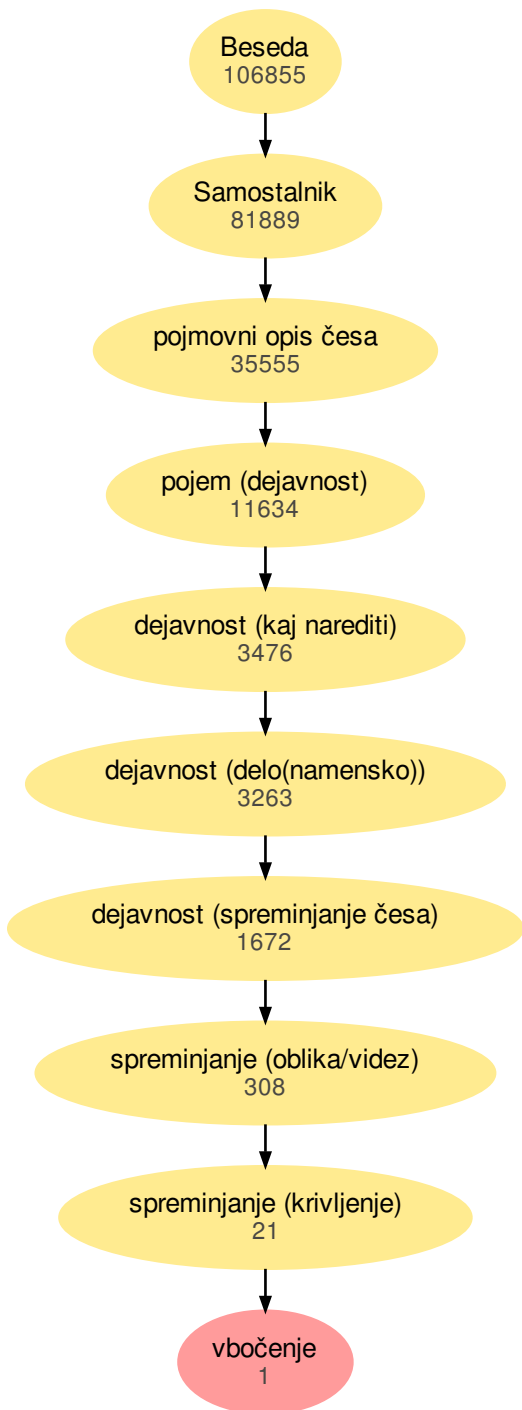 Beseda
106855
Samostalnik
81889
pojmovni opis česa
35555
pojem (dejavnost)
11634
dejavnost (kaj narediti)
3476
dejavnost (delo(namensko))
3263
dejavnost (spreminjanje česa)
1672
spreminjanje (oblika/videz)
308
spreminjanje (krivljenje)
21
vbočenje
1